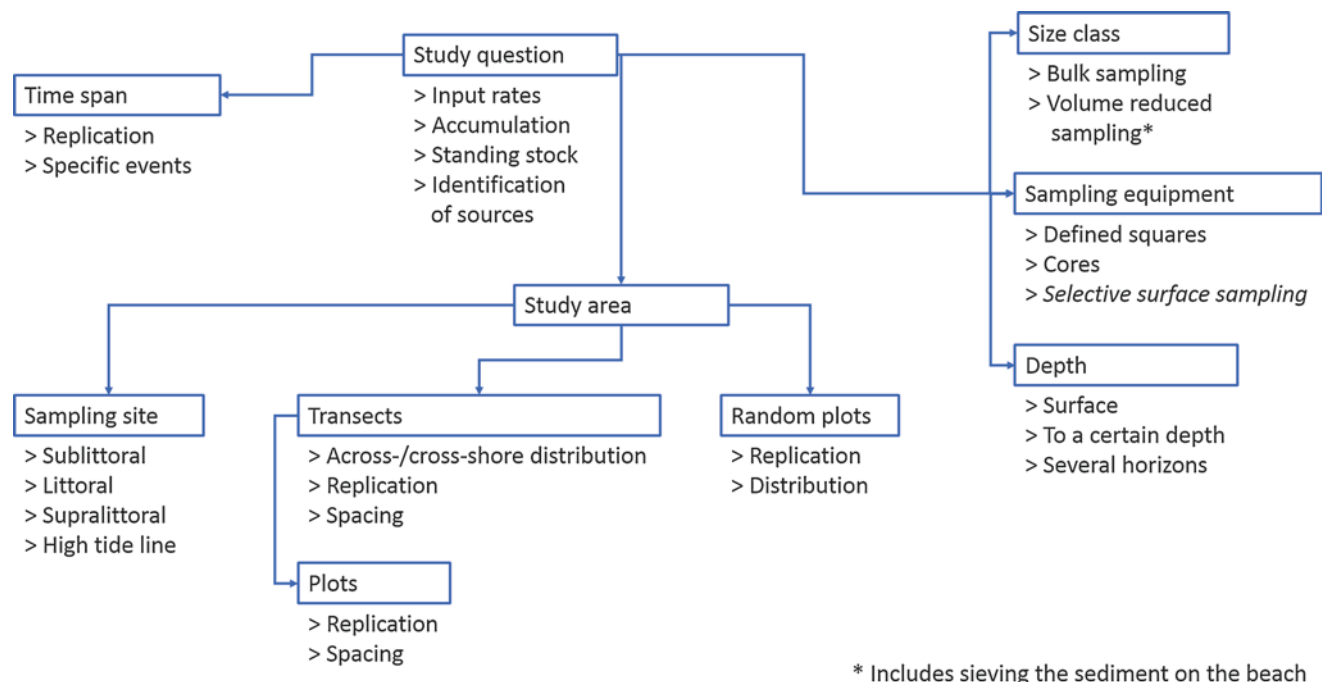 Study question
> Input rates
> Accumulation
> Standing stock
> Identification
of sources
Time span
> Replication
> Specific events
Size class
> Bulk sampling
> Volume reduced
sampling*
Sampling equipment
> Defined squares
> Cores
> Selective surface sampling
Depth
> Surface
> To a certain depth
> Several horizons
Study area
Sampling site
> Sublittoral
> Littoral
> Supralittoral
> High tide line
Transects
> Across-/cross-shore distribution
> Replication
> Spacing
Plots
> Replication
> Spacing
Random plots
> Replication
> Distribution
* Includes sieving the sediment on the beach